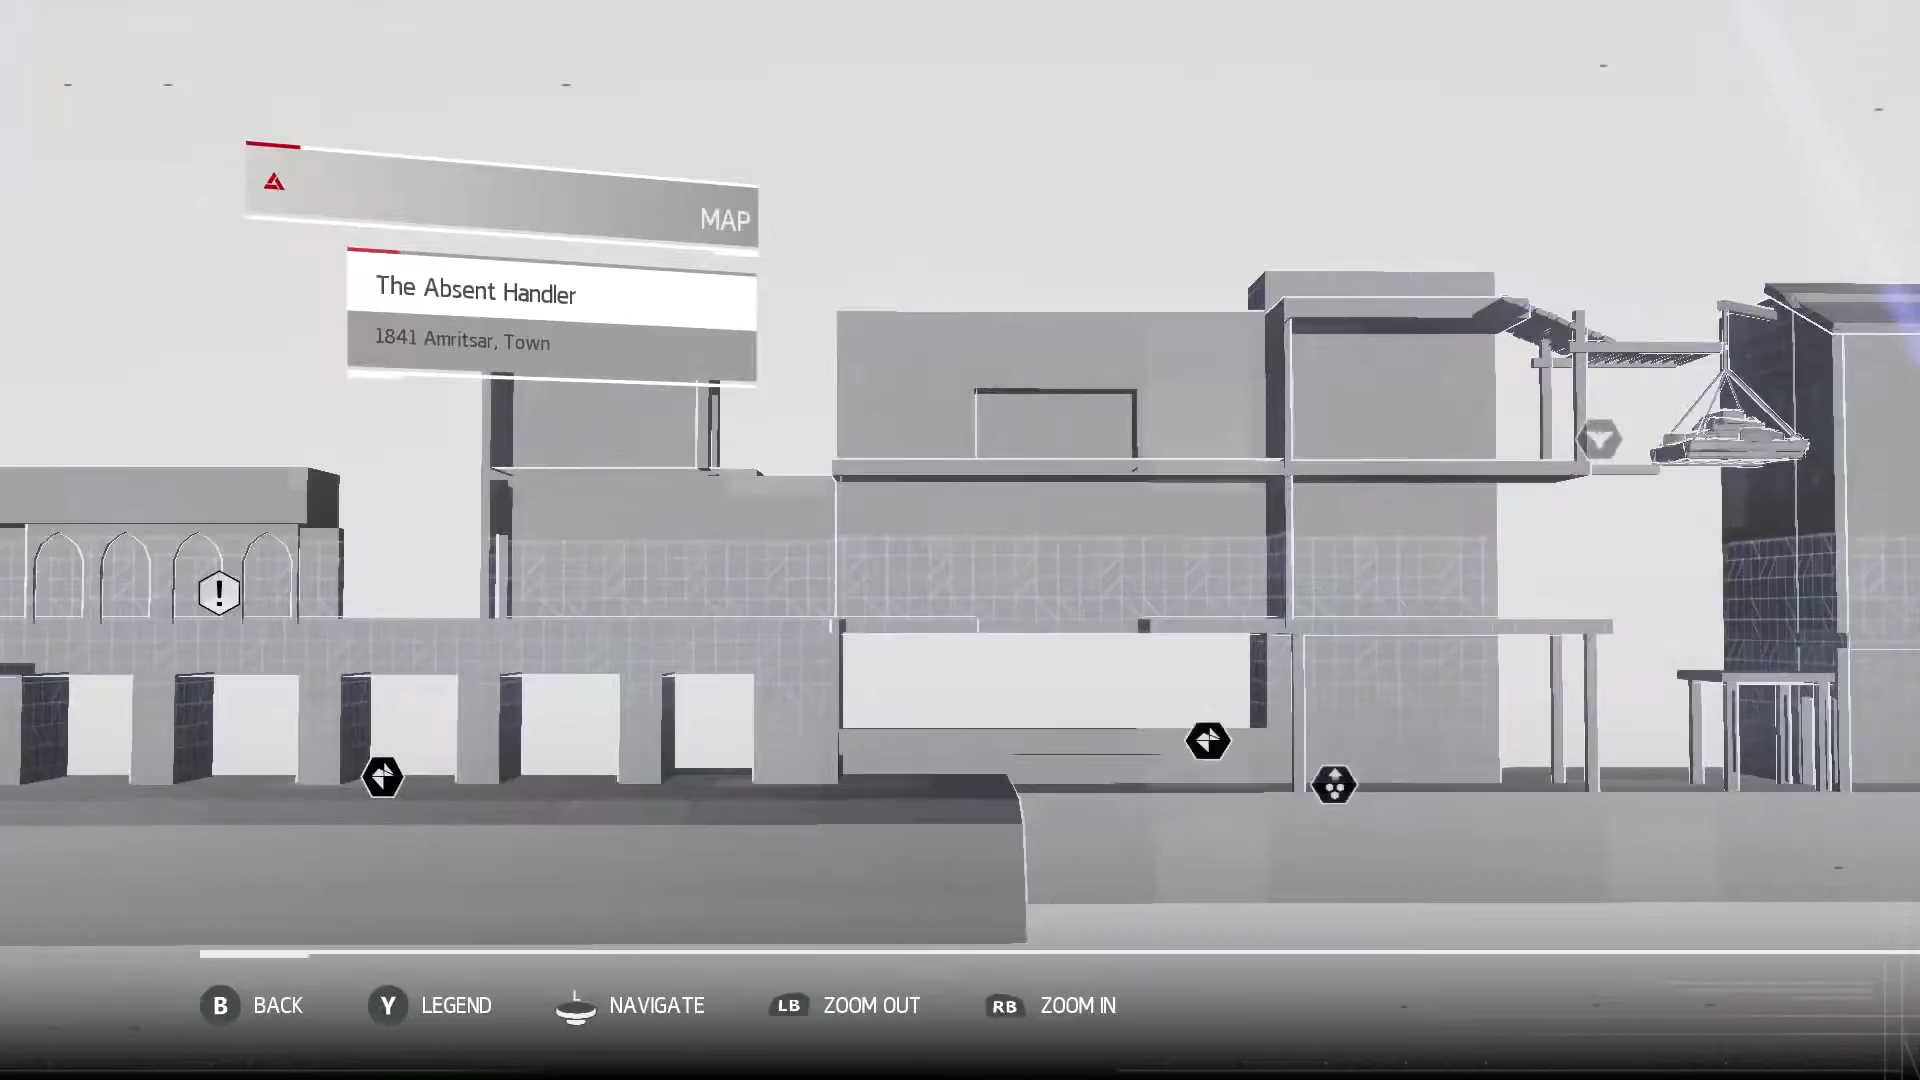 MAP
The Absent Handler
1841 Amritsar, Town
!
B BACK
Y LEGEND
L NAVIGATE
LB ZOOM OUT
RB ZOOM IN